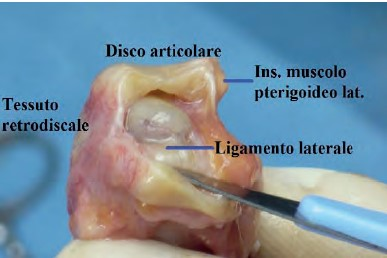 Disco articolare
Ins. muscolo
pterigoideo lat.
Tessuto
retrodiscale
Ligamento laterale